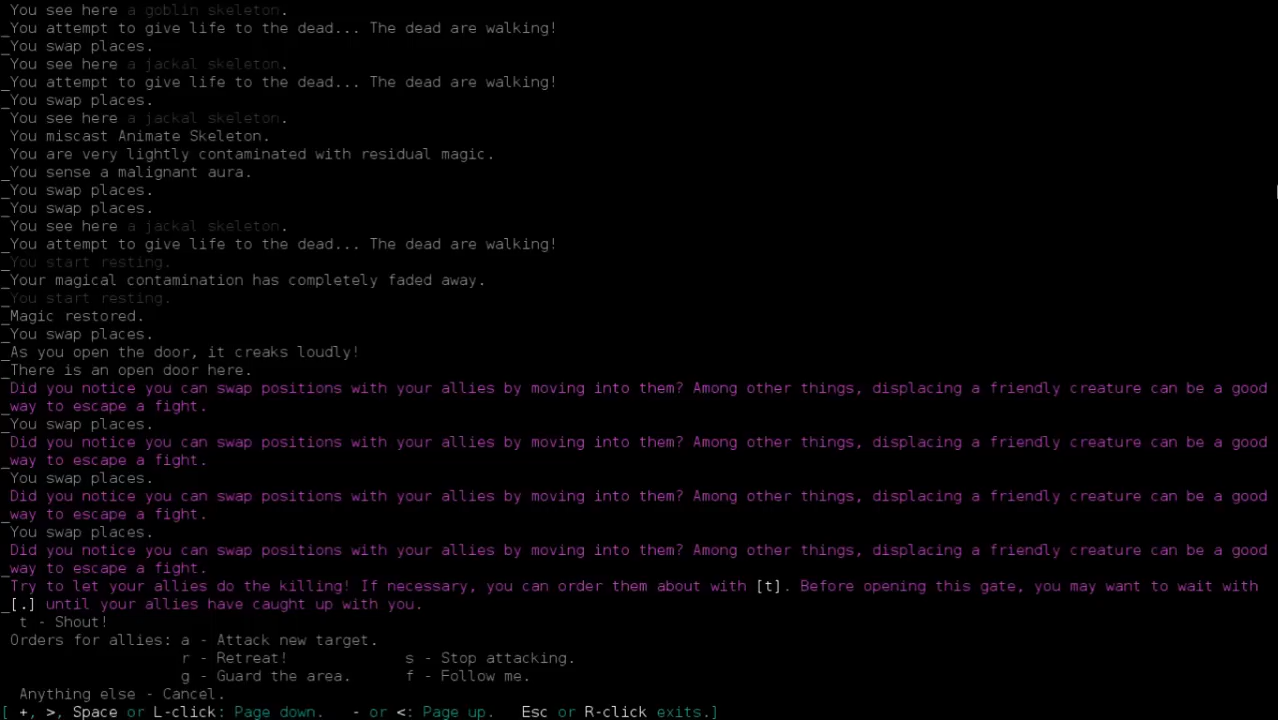 You see here a goblin skeleton.
_You attempt to give life to the dead... The dead are walking!
_You swap places.
You see here a jackal skeleton.
_You attempt to give life to the dead... The dead are walking!
_You swap places.
You see here a jackal skeleton.
You miscast Animate Skeleton.
You are very lightly contaminated with residual magic.
_You sense a malignant aura.
_You swap places.
_You swap places.
You see here a jackal skeleton.
_You attempt to give life to the dead... The dead are walking!
_You start resting.
_Your magical contamination has completely faded away.
_You start resting.
_Magic restored.
_You swap places.
_As you open the door, it creaks loudly!
_There is an open door here.
Did you notice you can swap positions with your allies by moving into them? Among other things, displacing a friendly creature can be a good
_way to escape a fight.
_You swap places.
Did you notice you can swap positions with your allies by moving into them? Among other things, displacing a friendly creature can be a good
_way to escape a fight.
You swap places.
Did you notice you can swap positions with your allies by moving into them? Among other things, displacing a friendly creature can be a good
_way to escape a fight.
You swap places.
Did you notice you can swap positions with your allies by moving into them? Among other things, displacing a friendly creature can be a good
_way to escape a fight.
Try to let your allies do the killing! If necessary, you can order them about with [t]. Before opening this gate, you may want to wait with
_[.] until your allies have caught up with you.
t - Shout!
Orders for allies: a - Attack new target.
r - Retreat! s - Stop attacking.
g - Guard the area. f - Follow me.
Anything else - Cancel.
[ +, >, Space or L-click: Page down. - or <: Page up. Esc or R-click exits.]